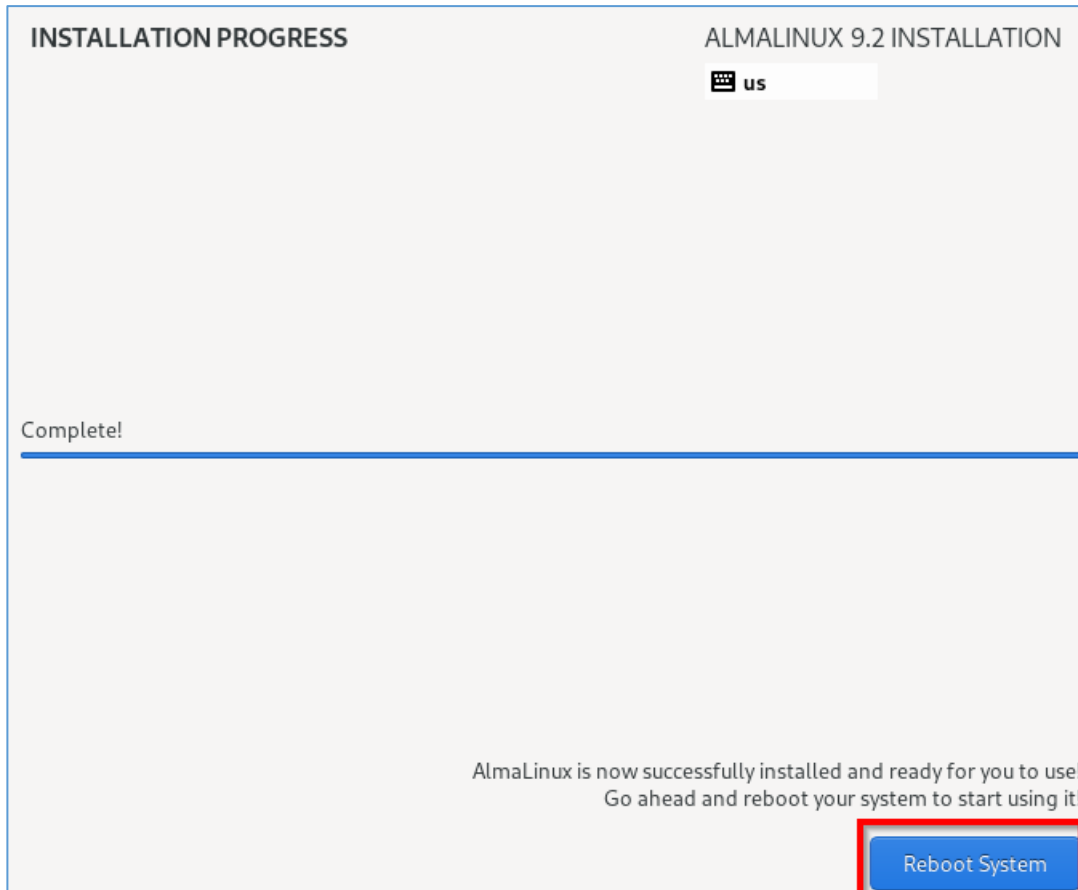 INSTALLATION PROGRESS
ALMALINUX 9.2 INSTALLATION
us
Complete!
AlmaLinux is now successfully installed and ready for you to use!
Go ahead and reboot your system to start using it!
Reboot System